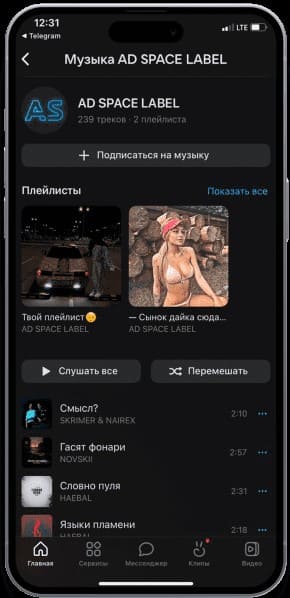 12:31
LTE
◀ Telegram
Музыка AD SPACE LABEL
AS
AD SPACE LABEL
239 треков · 2 плейлиста
+ Подписаться на музыку
Плейлисты
Показать все
Твой плейлист😔
AD SPACE LABEL
— Сынок дайка сюда...
AD SPACE LABEL
Слушать все
Перемешать
Смысл?
SKRIMER & NAIREX
2:10
Гасят фонари
NOVSKII
2:57
Словно пуля
HAEBAL
2:31
Языки пламени
HAEBAL
2:18
Главная
Сервисы
Мессенджер
Клипы
Видео